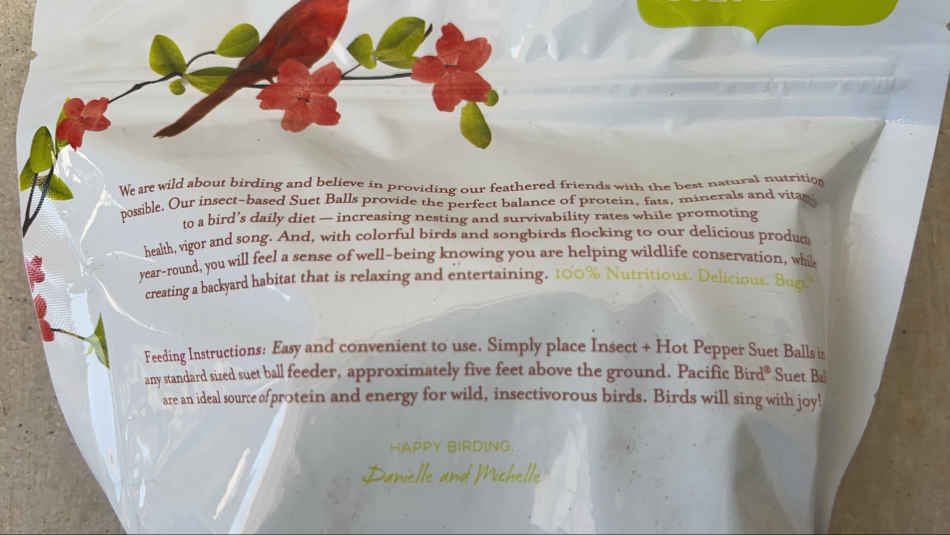 We are wild about birding and believe in providing our feathered friends with the best natural nutrition
possible. Our insect-based Suet Balls provide the perfect balance of protein, fats, minerals and vitamins
to a bird's daily diet — increasing nesting and survivability rates while promoting
health, vigor and song. And, with colorful birds and songbirds flocking to our delicious products
year-round, you will feel a sense of well-being knowing you are helping wildlife conservation, while
creating a backyard habitat that is relaxing and entertaining. 100% Nutritious. Delicious. Bugs.™
Feeding Instructions: Easy and convenient to use. Simply place Insect + Hot Pepper Suet Balls in
any standard sized suet ball feeder, approximately five feet above the ground. Pacific Bird® Suet
are an ideal source of protein and energy for wild, insectivorous birds. Birds will sing with joy!
HAPPY BIRDING.
Danielle and Michelle